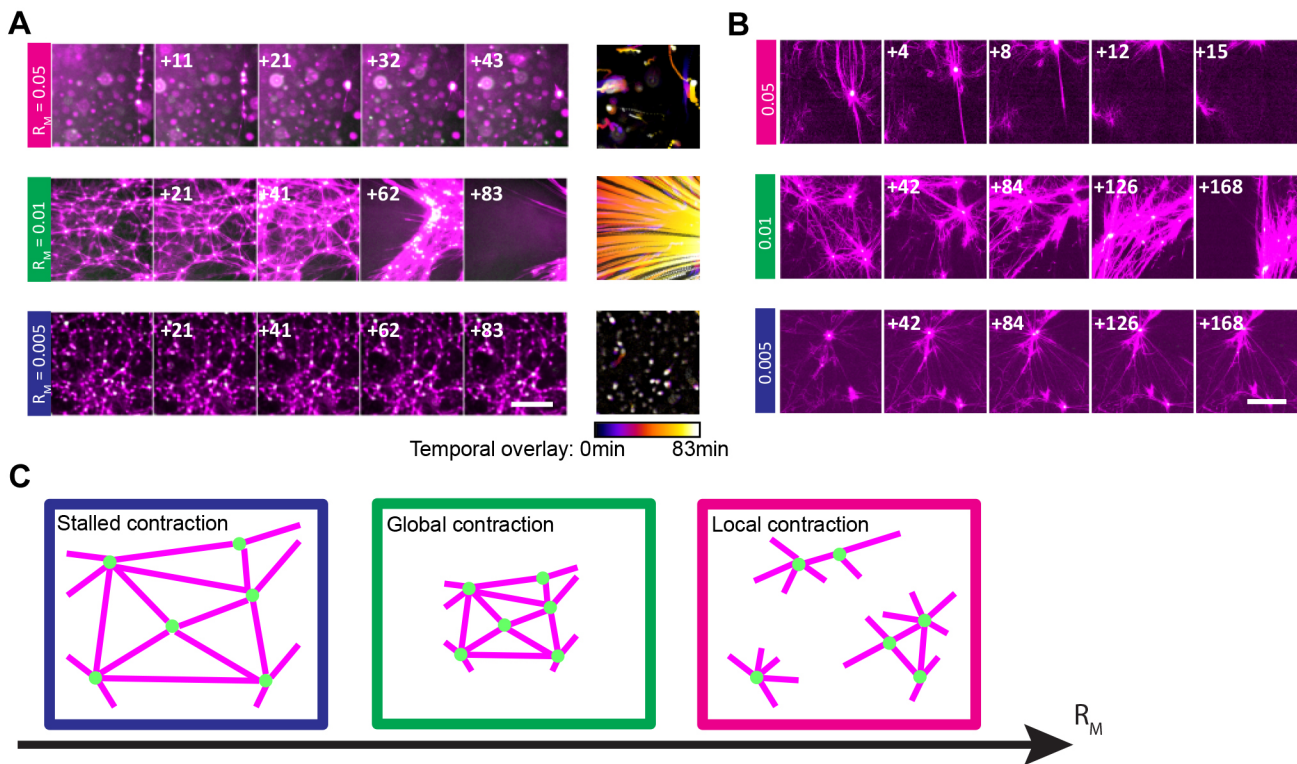 A
R_M = 0.05
+11
+21
+32
+43
R_M = 0.01
+21
+41
+62
+83
R_M = 0.005
+21
+41
+62
+83
Temporal overlay: 0min 83min
B
0.05
+4
+8
+12
+15
0.01
+42
+84
+126
+168
0.005
+42
+84
+126
+168
C
Stalled contraction
Global contraction
Local contraction
R_M